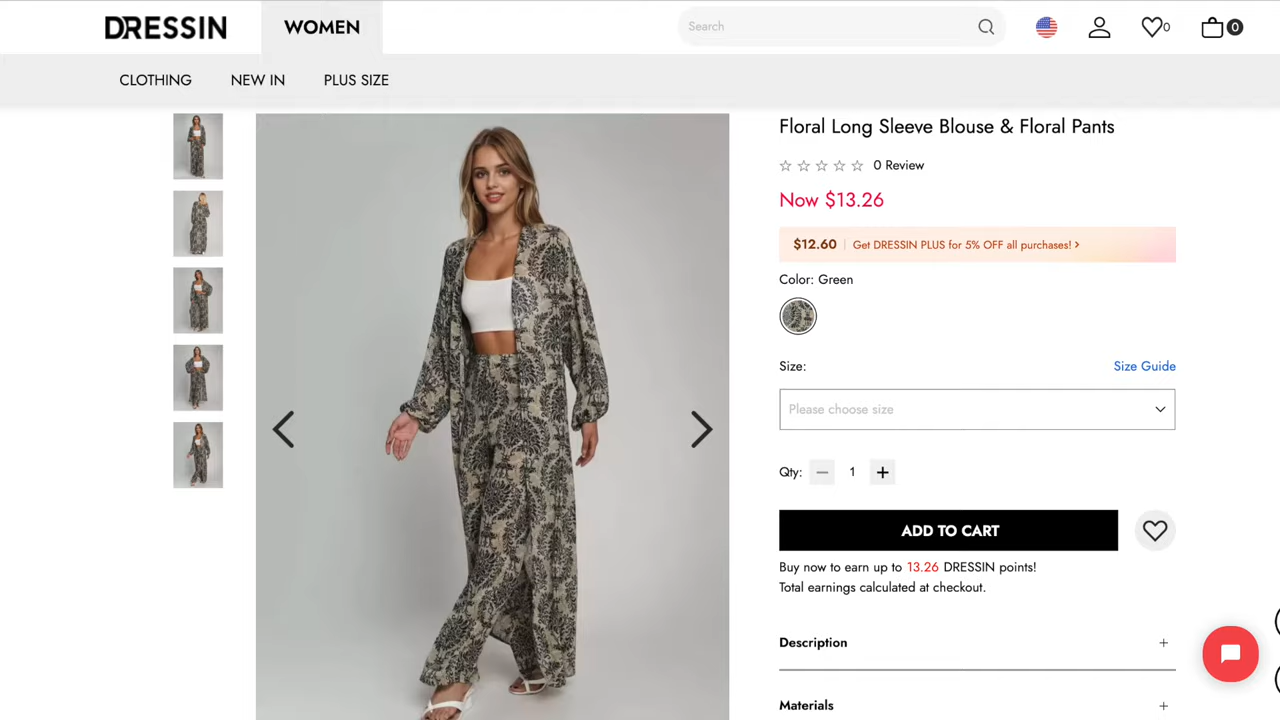 DRESSIN
WOMEN
Search
0
0
CLOTHING
NEW IN
PLUS SIZE
Floral Long Sleeve Blouse & Floral Pants
0 Review
Now $13.26
$12.60 | Get DRESSIN PLUS for 5% OFF all purchases! >
Color: Green
Size:
Size Guide
Please choose size
Qty:
1
ADD TO CART
Buy now to earn up to 13.26 DRESSIN points!
Total earnings calculated at checkout.
Description
Materials